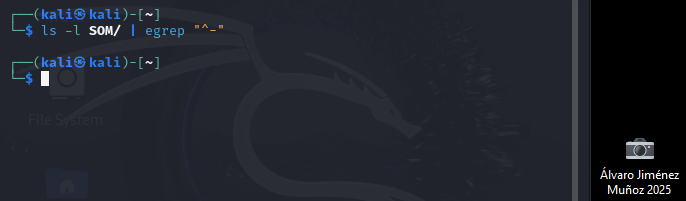 ┌──(kali㉿kali)-[~]
└─$ ls -l SOM/ | egrep "^-"
┌──(kali㉿kali)-[~]
└─$
File System
Álvaro Jiménez
Muñoz 2025